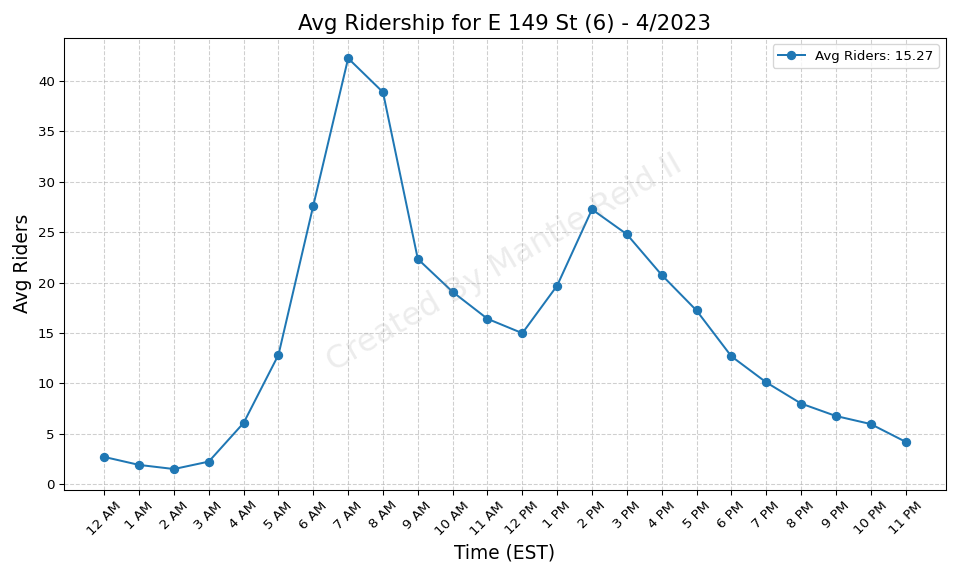 Avg Ridership for E 149 St (6) - 4/2023
Avg Riders: 15.27
Avg Riders
40
35
30
25
20
15
10
5
0
Created By Mantie Reid II
12 AM
1 AM
2 AM
3 AM
4 AM
5 AM
6 AM
7 AM
8 AM
9 AM
10 AM
11 AM
12 PM
1 PM
2 PM
3 PM
4 PM
5 PM
6 PM
7 PM
8 PM
9 PM
10 PM
11 PM
Time (EST)